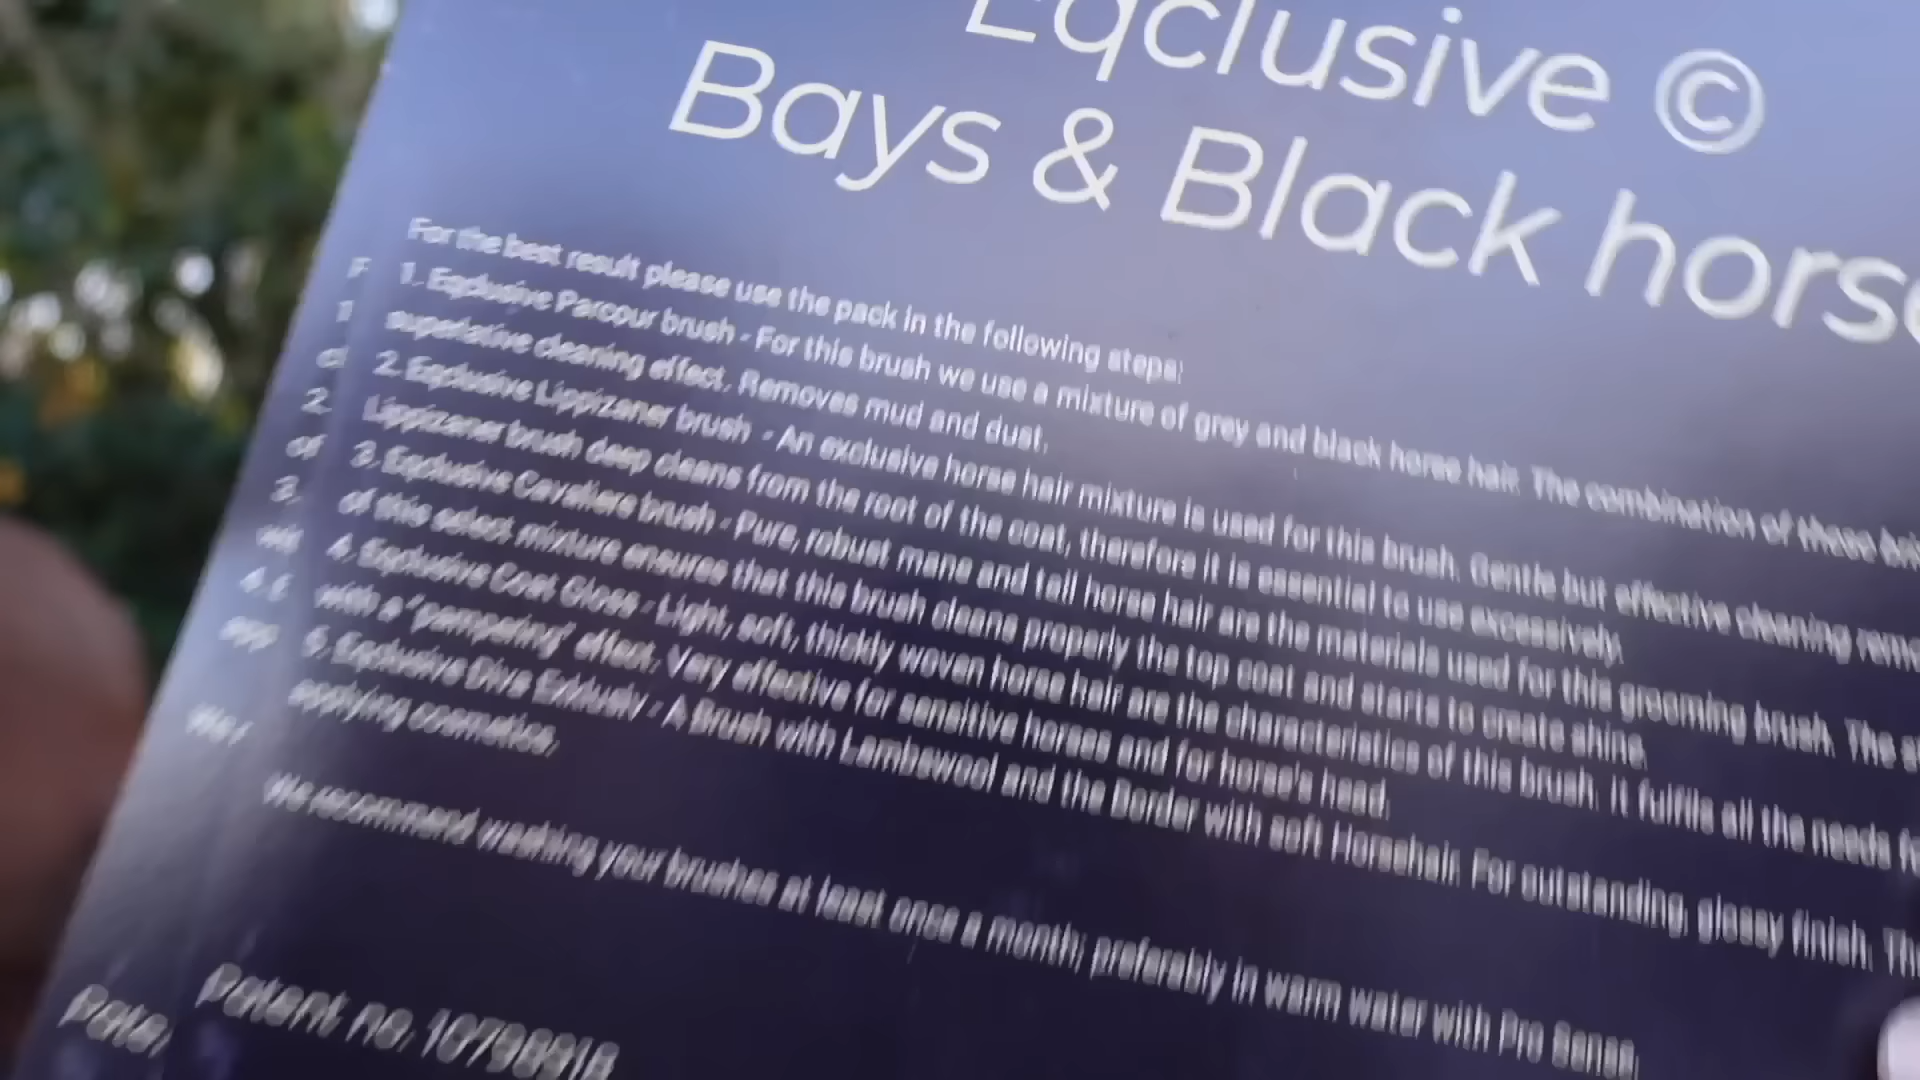 Eqclusive ©
Bays & Black horse
For the best result please use the pack in the following steps:
1. Eqclusive Parcour brush - For this brush we use a mixture of grey and black horse hair. The combination of these
superlative cleaning effect. Removes mud and dust.
2. Eqclusive Lippizaner brush - An exclusive horse hair mixture is used for this brush. Gentle but effective cleaning
Lippizaner brush deep cleans from the root of the coat, therefore it is essential to use excessively.
3. Eqclusive Cavaliere brush - Pure, robust mane and tail horse hair are the materials used for this grooming brush. The
of this select mixture ensures that this brush cleans properly the top coat and starts to create shine.
4. Eqclusive Coat Gloss - Light, soft, thickly woven horse hair are the characteristics of this brush. It fulfils all the needs
with a "pampering" effect. Very effective for sensitive horses and for horse's head.
5. Eqclusive Diva - A Brush with Lambswool and the Border with soft Horsehair. For outstanding, glossy finish.
applying cosmetics.
We recommend washing your brushes at least once a month; preferably in warm water with Pro
Patent no.